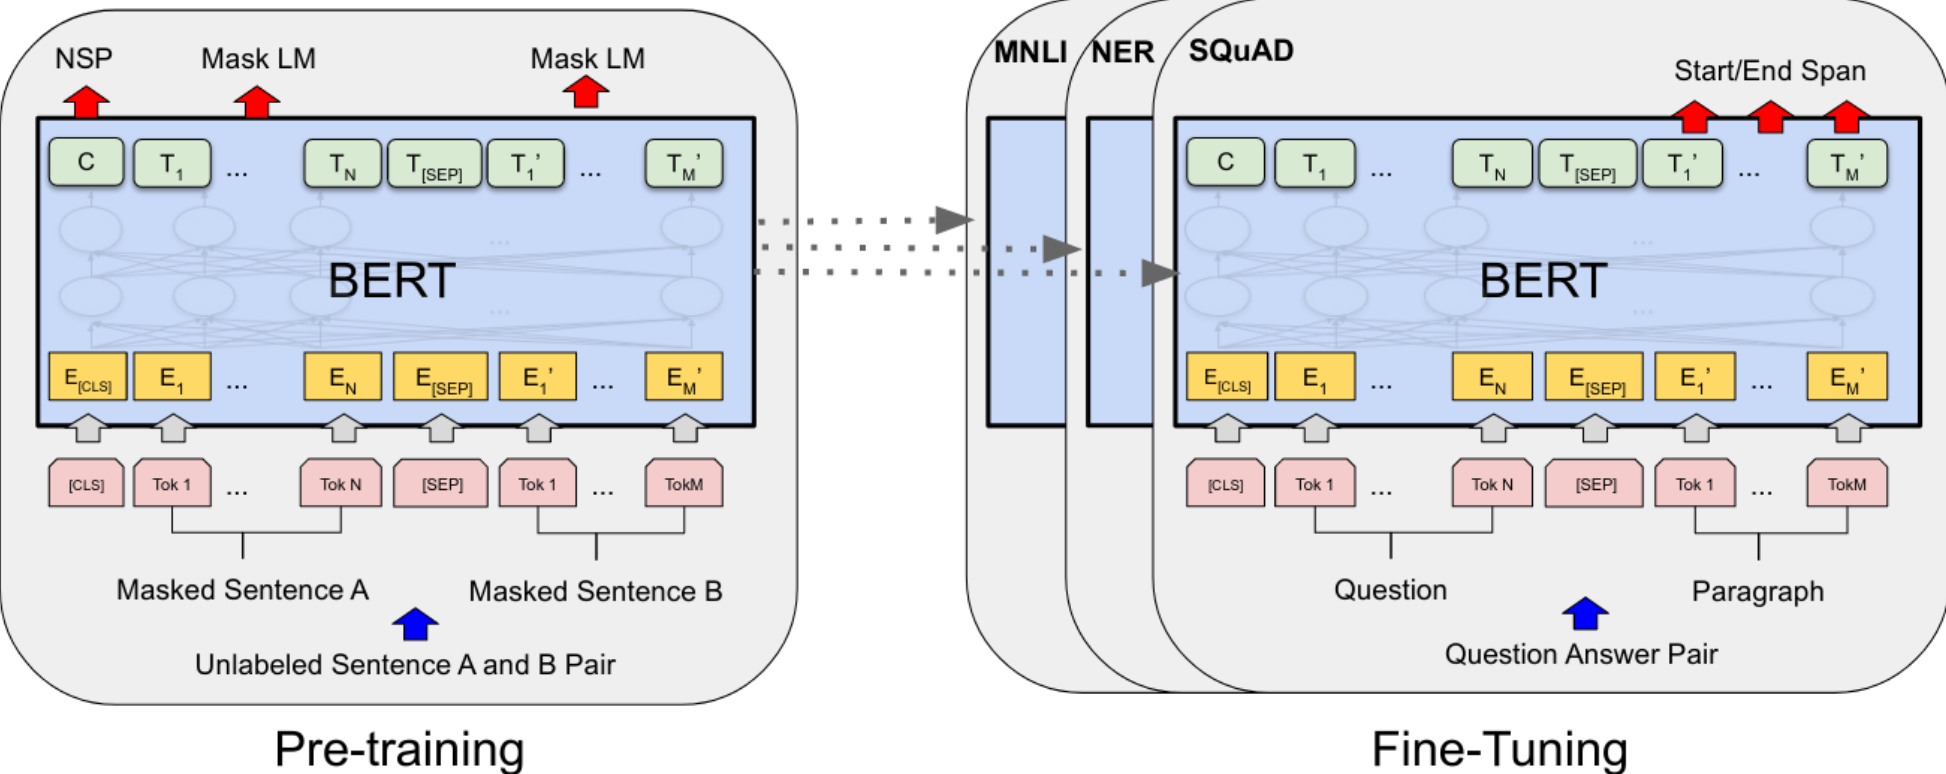 NSP Mask LM Mask LM
C T1 ... TN T[SEP] T1’ ... TM’
...
BERT
...
E[CLS] E1 ... EN E[SEP] E1’ ... EM’
[CLS] Tok 1 ... Tok N [SEP] Tok 1 ... TokM
Masked Sentence A Masked Sentence B
Unlabeled Sentence A and B Pair
Pre-training
MNLI NER SQuAD
Start/End Span
C T1 ... TN T[SEP] T1’ ... TM’
...
BERT
...
E[CLS] E1 ... EN E[SEP] E1’ ... EM’
[CLS] Tok 1 ... Tok N [SEP] Tok 1 ... TokM
Question Paragraph
Question Answer Pair
Fine-Tuning